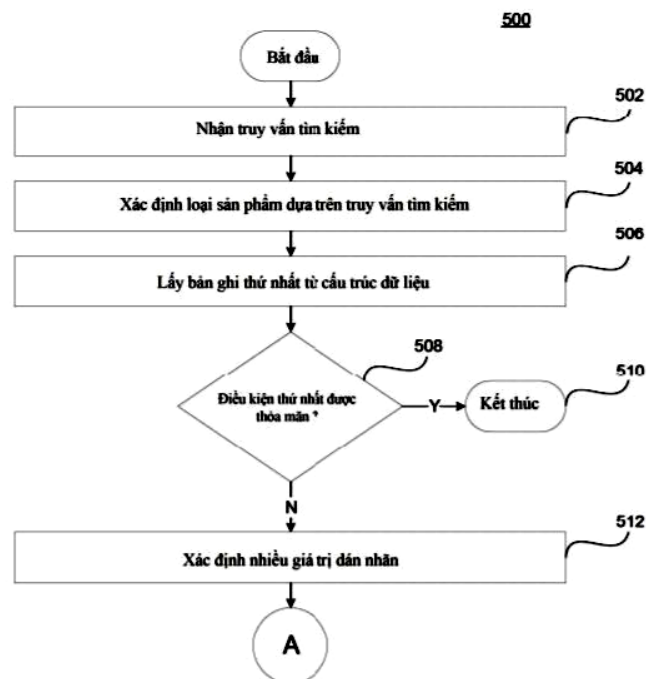 500
Bắt đầu
502
Nhận truy vấn tìm kiếm
504
Xác định loại sản phẩm dựa trên truy vấn tìm kiếm
506
Lấy bản ghi thứ nhất từ cấu trúc dữ liệu
508
Điều kiện thứ nhất được
thỏa mãn ?
Y
Kết thúc
510
N
512
Xác định nhiều giá trị dán nhãn
A